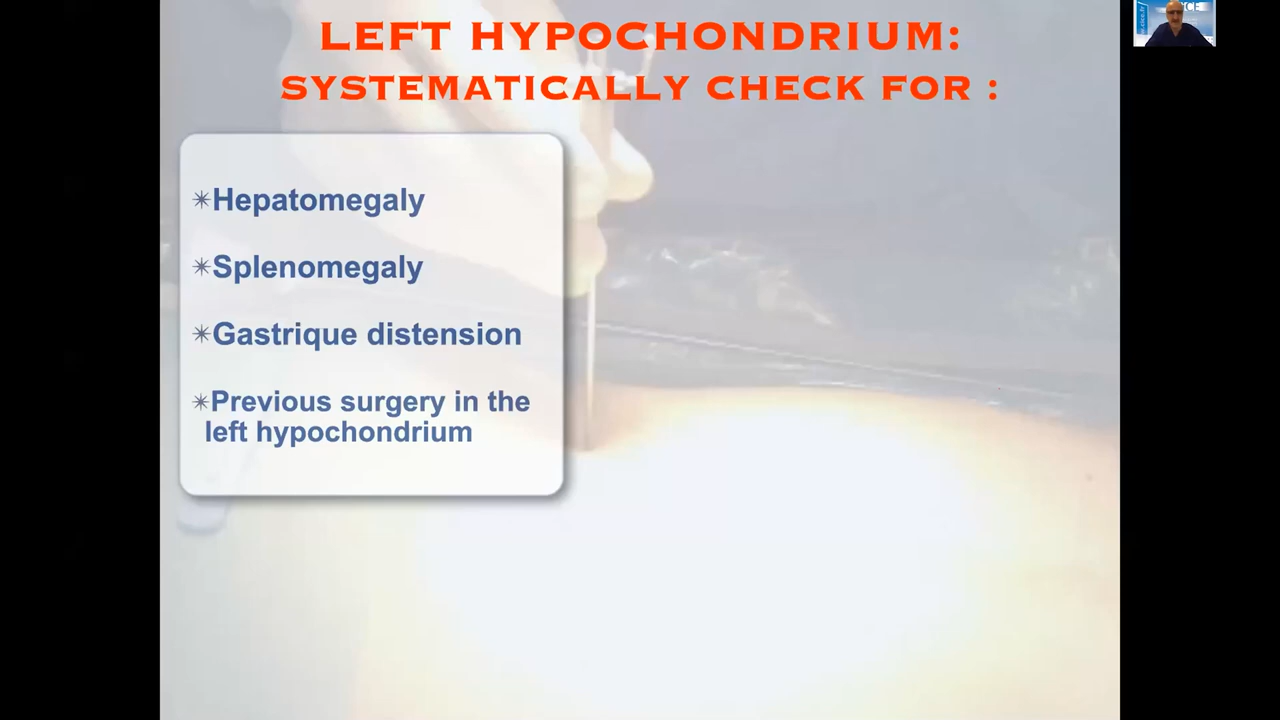 LEFT HYPOCHONDRIUM:
SYSTEMATICALLY CHECK FOR :
✳Hepatomegaly
✳Splenomegaly
✳Gastrique distension
✳Previous surgery in the
left hypochondrium